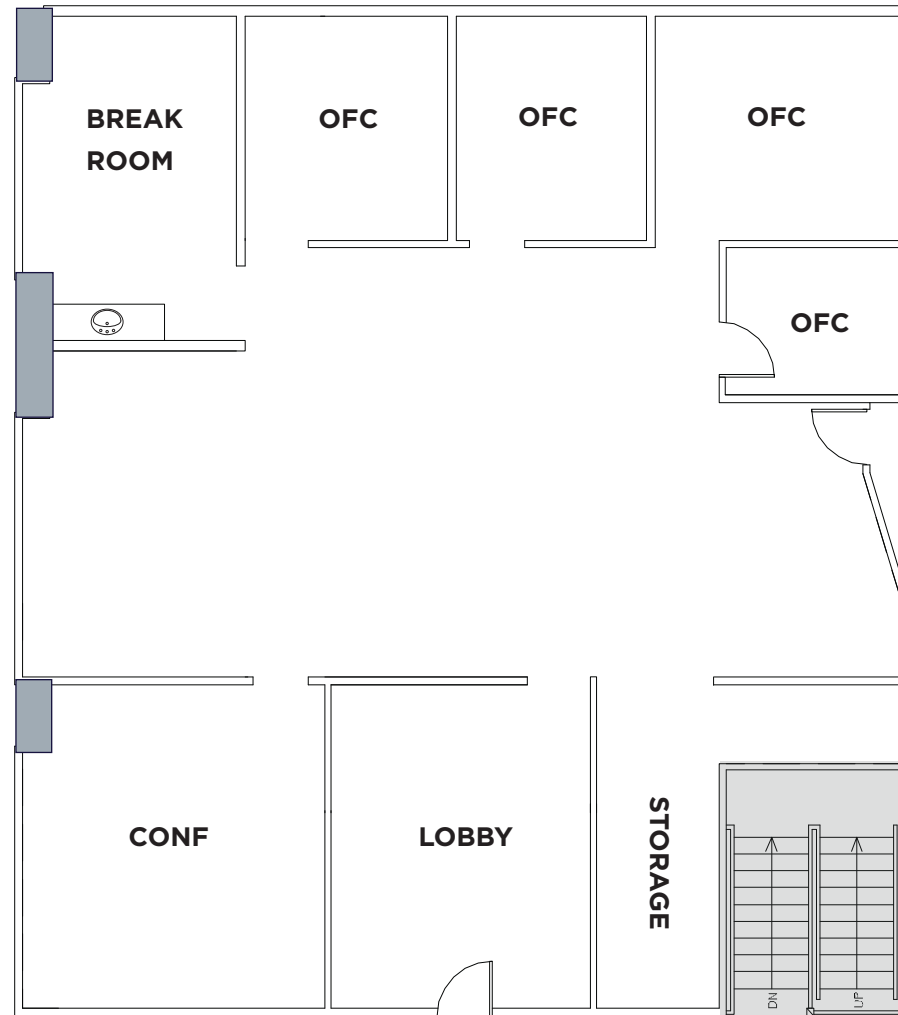 BREAK
ROOM
OFC
OFC
OFC
OFC
CONF
LOBBY
STORAGE
DN
UP